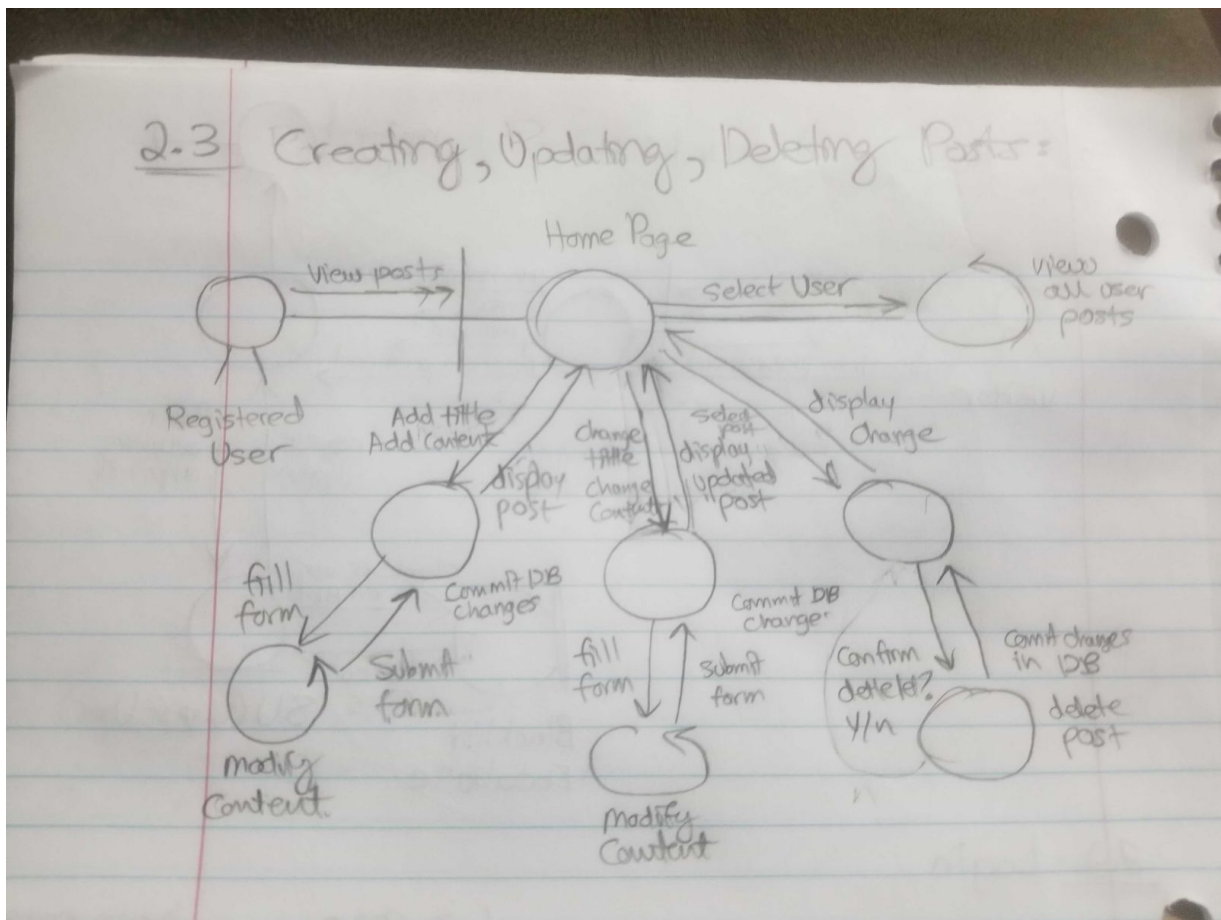 2.3 Creating, Updating, Deleting Posts:
Home Page
View posts
Select User
view
all user
posts
Registered
User
Add title
Add content
display
post
change
title
change
content
display
updated
post
select
post
display
change
fill
form
commit DB
changes
Submit
form
modify
content.
fill
form
submit
form
commit DB
change
modify
content
Confirm
detelet?
y/n
commit changes
in DB
delete
post
n